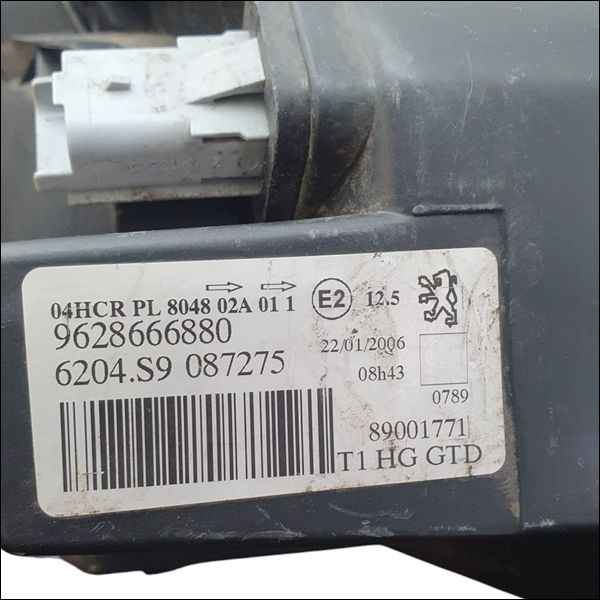 04HCR PL 8048 02A 01 1 E2 12.5
9628666880
22/01/2006
6204.S9 087275
08h43
0789
89001771
T1 HG GTD